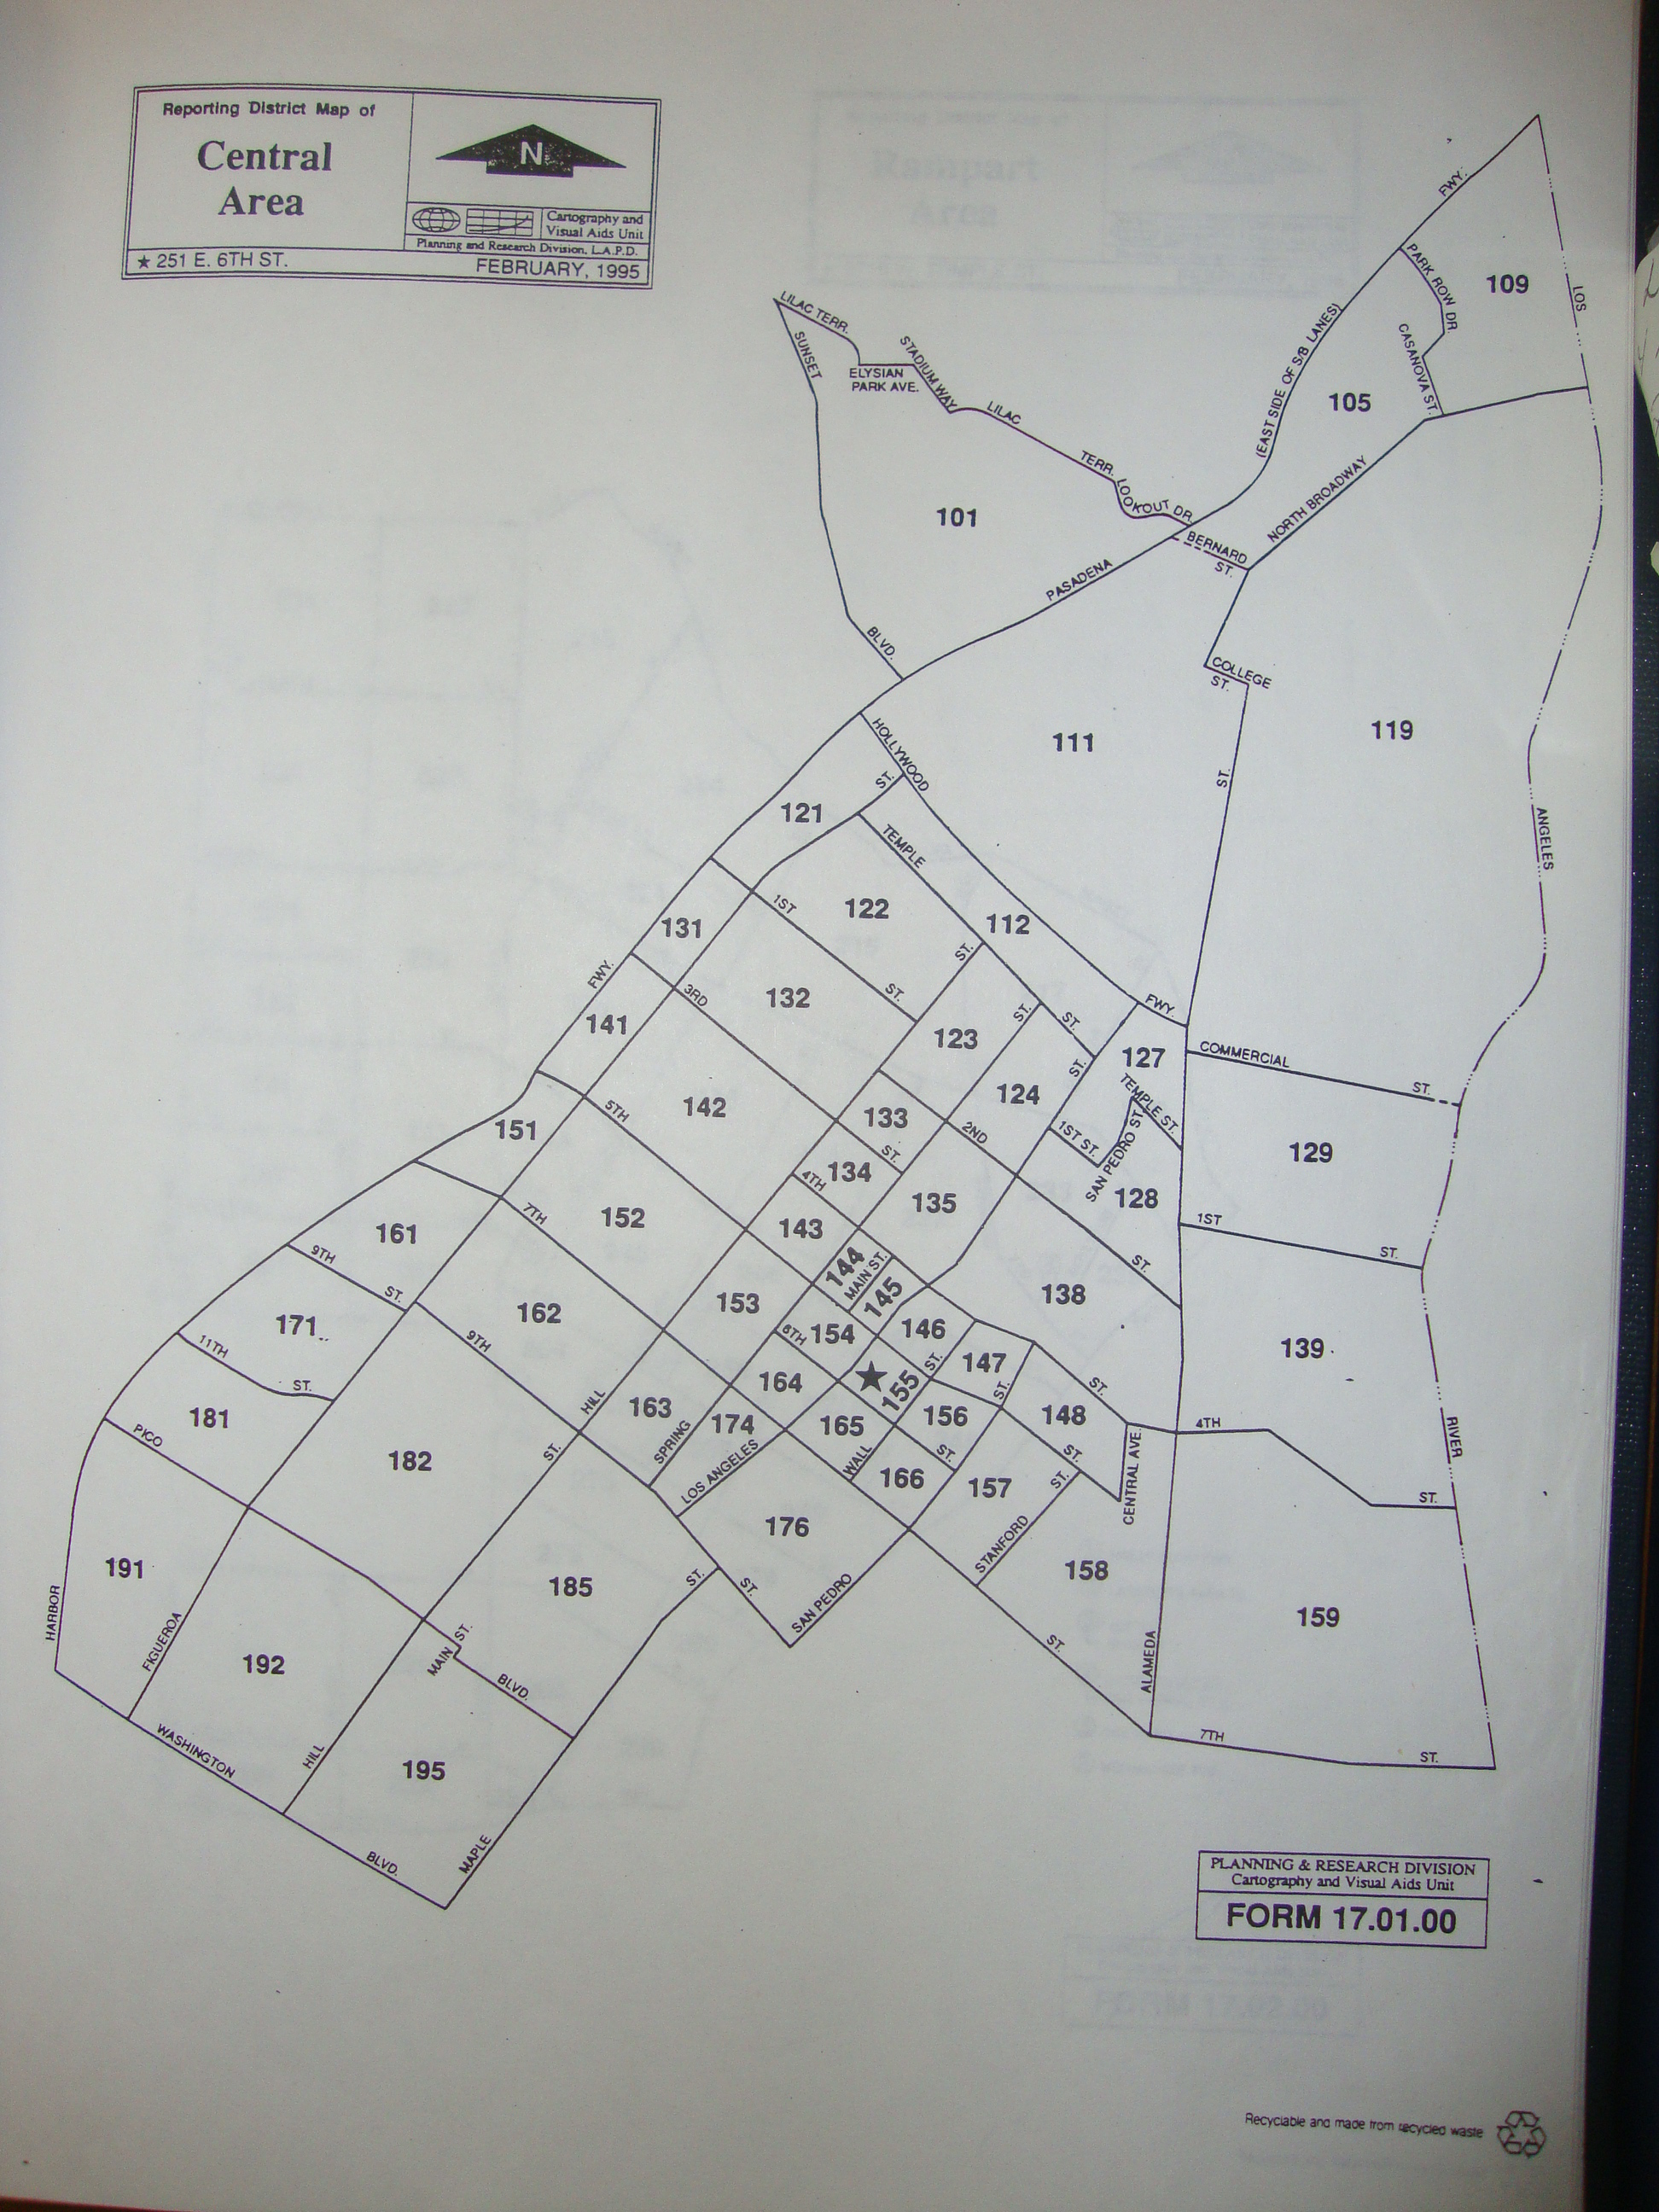 Reporting District Map of
Central
Area
N
Cartography and
Visual Aids Unit
Planning and Research Division, L.A.P.D.
★ 251 E. 6TH ST.
FEBRUARY, 1995
FWY.
PARK ROW DR.
109
LOS
LILAC TERR.
SUNSET
ELYSIAN
PARK AVE.
STADIUM WAY
LILAC
TERR.
LOOKOUT DR.
(EAST SIDE OF S/B LANES)
CASANOVA ST.
105
NORTH BROADWAY
101
BERNARD
ST.
PASADENA
BLVD.
COLLEGE
ST.
HOLLYWOOD
111
119
ST.
ST.
121
TEMPLE
ANGELES
131
1ST
122
112
ST.
FWY.
3RD
132
ST.
FWY.
141
123
ST.
ST.
ST.
127
COMMERCIAL
ST.
TEMPLE ST.
151
5TH
142
133
124
2ND
1ST ST.
SAN PEDRO ST.
129
ST.
134
4TH
128
161
7TH
152
143
135
1ST
ST.
9TH
ST.
144
MAIN ST.
145
ST.
138
171
162
153
6TH
154
146
139
11TH
ST.
9TH
★
155
ST.
147
ST.
ST.
181
HILL
163
164
174
165
156
148
4TH
PICO
182
ST.
SPRING
LOS ANGELES
WALL
ST.
ST.
CENTRAL AVE.
RIVER
166
157
ST.
ST.
176
STANFORD
191
185
ST.
ST.
SAN PEDRO
158
159
HARBOR
FIGUEROA
192
MAIN
ST.
BLVD.
ST.
ALAMEDA
WASHINGTON
HILL
195
7TH
ST.
BLVD.
MAPLE
PLANNING & RESEARCH DIVISION
Cartography and Visual Aids Unit
FORM 17.01.00
Recyclable and made from recycled waste
Rampart
Area
FORM 17.02.00